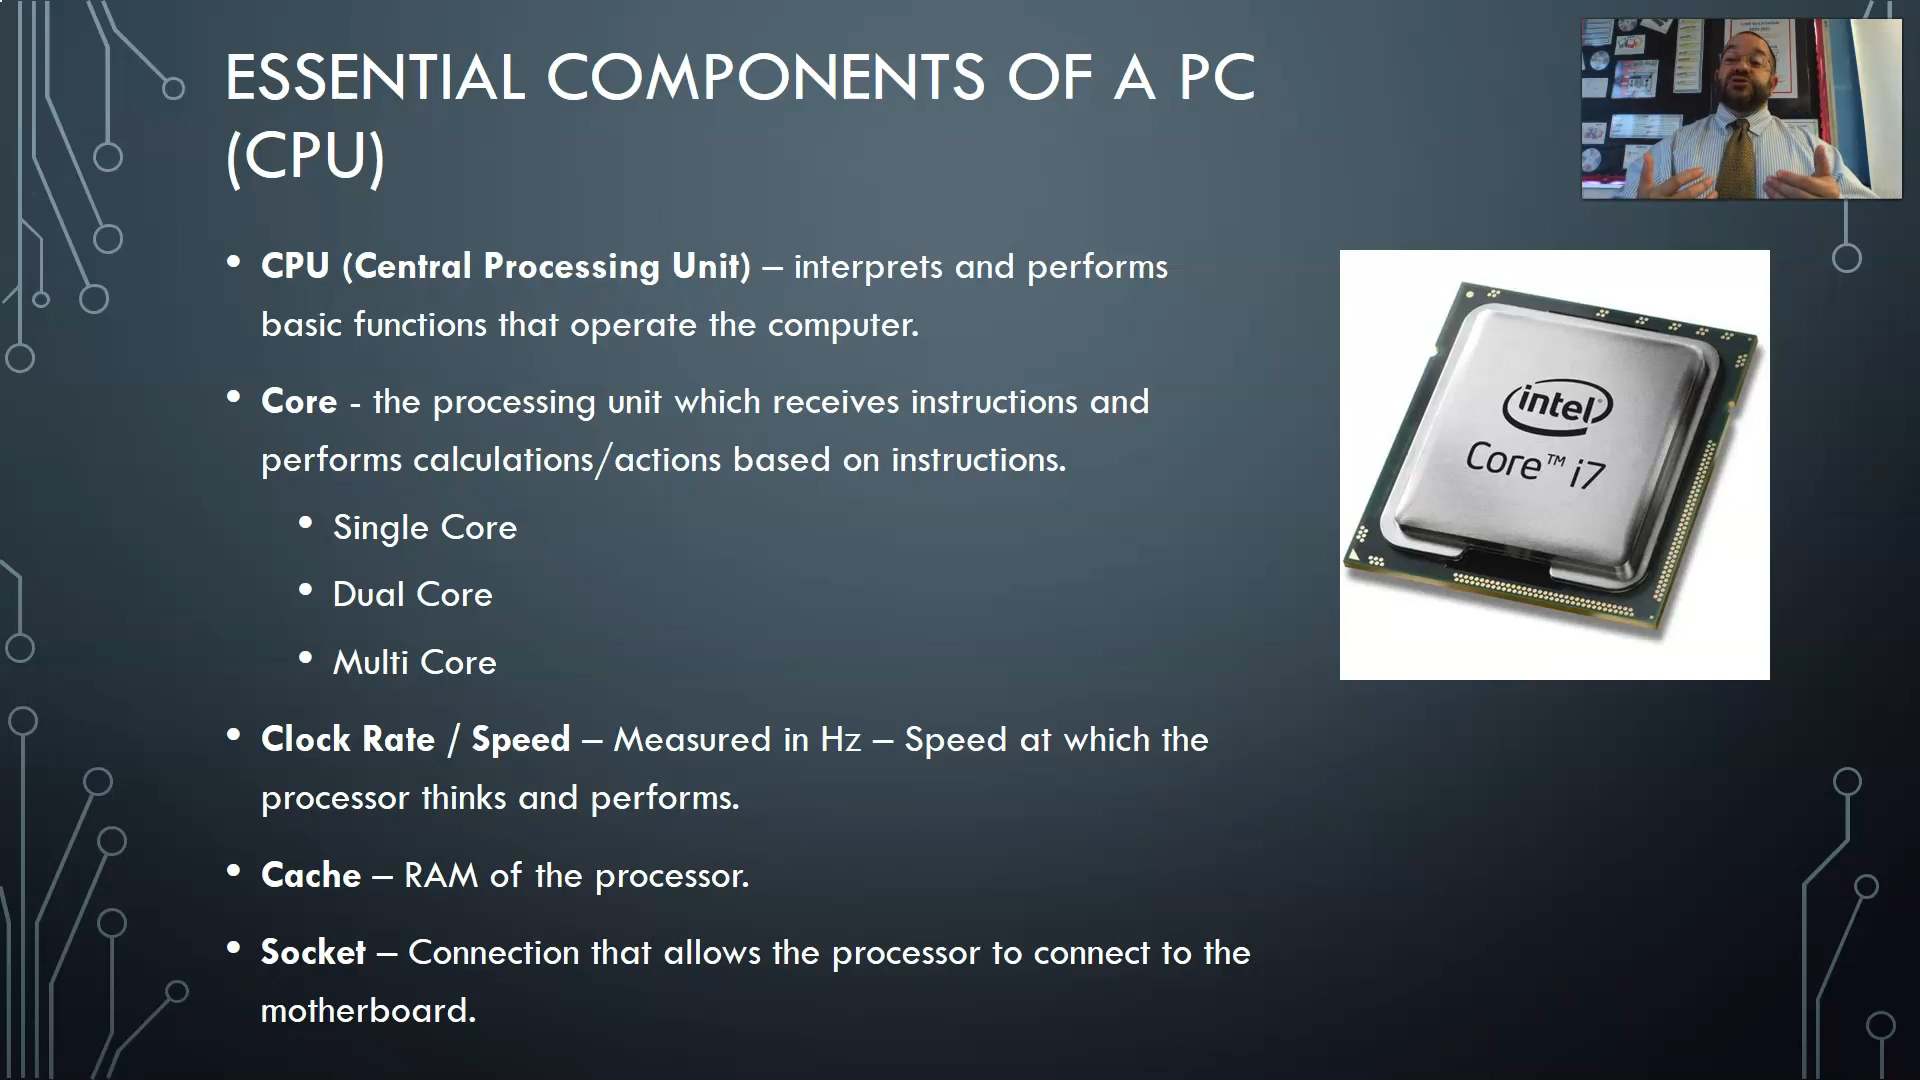 ESSENTIAL COMPONENTS OF A PC
(CPU)
• CPU (Central Processing Unit) – interprets and performs
basic functions that operate the computer.
• Core - the processing unit which receives instructions and
performs calculations/actions based on instructions.
• Single Core
• Dual Core
• Multi Core
• Clock Rate / Speed – Measured in Hz – Speed at which the
processor thinks and performs.
• Cache – RAM of the processor.
• Socket – Connection that allows the processor to connect to the
motherboard.
intel®
Core™ i7